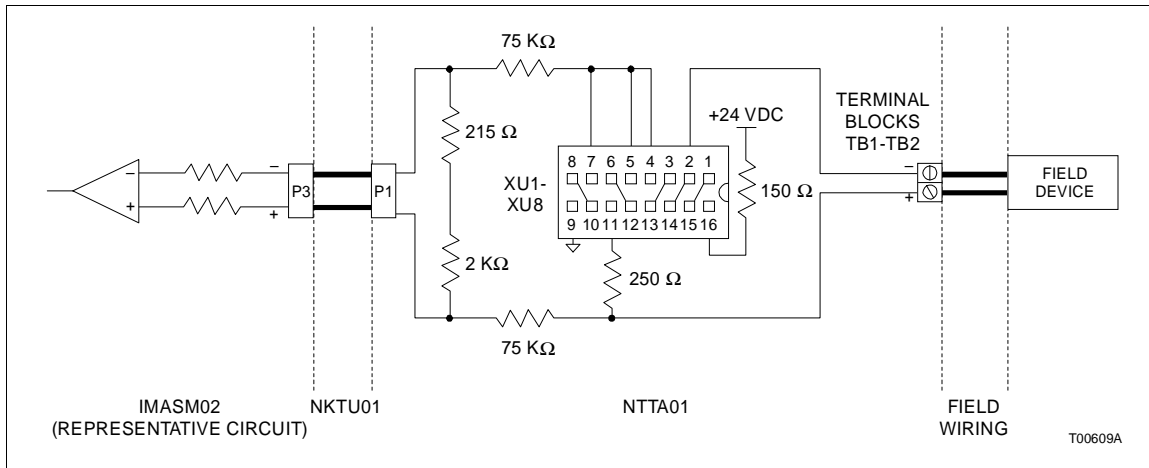 75 KΩ
+24 VDC
TERMINAL
BLOCKS
TB1-TB2
215 Ω
8 7 6 5 4 3 2 1
XU1-
XU8
–
+
P3
P1
–
+
150 Ω
–
+
FIELD
DEVICE
9 10 11 12 13 14 15 16
2 KΩ
250 Ω
75 KΩ
IMASM02
(REPRESENTATIVE CIRCUIT)
NKTU01
NTTA01
FIELD
WIRING
T00609A